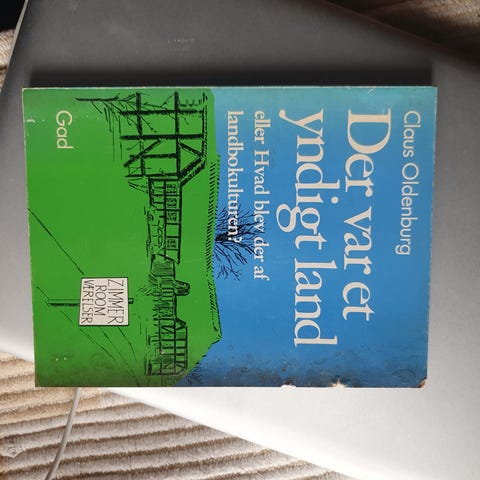 Claus Oldenburg
Der var et
yndigt land
eller Hvad blev der af
landbokulturen?
ZIMMER
ROOM
VÆRELSER
Gad